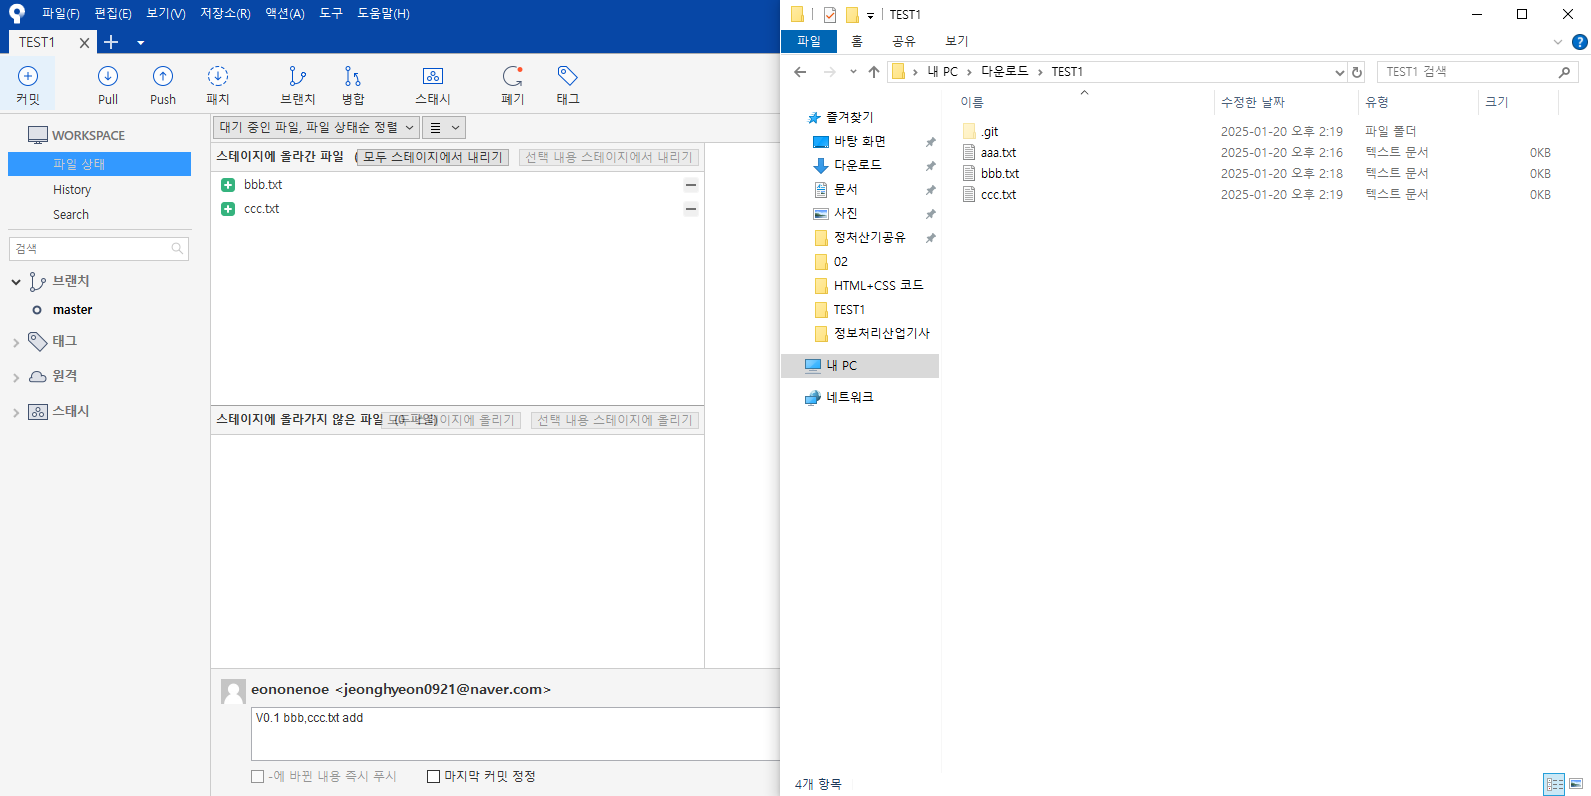 파일(F) 편집(E) 보기(V) 저장소(R) 액션(A) 도구 도움말(H)
TEST1
커밋 Pull Push 패치 브랜치 병합 스태시 폐기 태그
WORKSPACE
파일 상태
History
Search
검색
브랜치
master
태그
원격
스태시
대기 중인 파일, 파일 상태순 정렬
스테이지에 올라간 파일 ( 모두 스테이지에서 내리기 선택 내용 스테이지에서 내리기
bbb.txt
ccc.txt
스테이지에 올라가지 않은 파일 (0 파일) 모두 스테이지에 올리기 선택 내용 스테이지에 올리기
eononenoe <jeonghyeon0921@naver.com>
V0.1 bbb,ccc.txt add
-에 바뀐 내용 즉시 푸시 마지막 커밋 정정
TEST1
파일 홈 공유 보기
내 PC 다운로드 TEST1
TEST1 검색
즐겨찾기
바탕 화면
다운로드
문서
사진
정처산기공유
02
HTML+CSS 코드
TEST1
정보처리산업기사
내 PC
네트워크
이름 수정한 날짜 유형 크기
.git 2025-01-20 오후 2:19 파일 폴더
aaa.txt 2025-01-20 오후 2:16 텍스트 문서 0KB
bbb.txt 2025-01-20 오후 2:18 텍스트 문서 0KB
ccc.txt 2025-01-20 오후 2:19 텍스트 문서 0KB
4개 항목